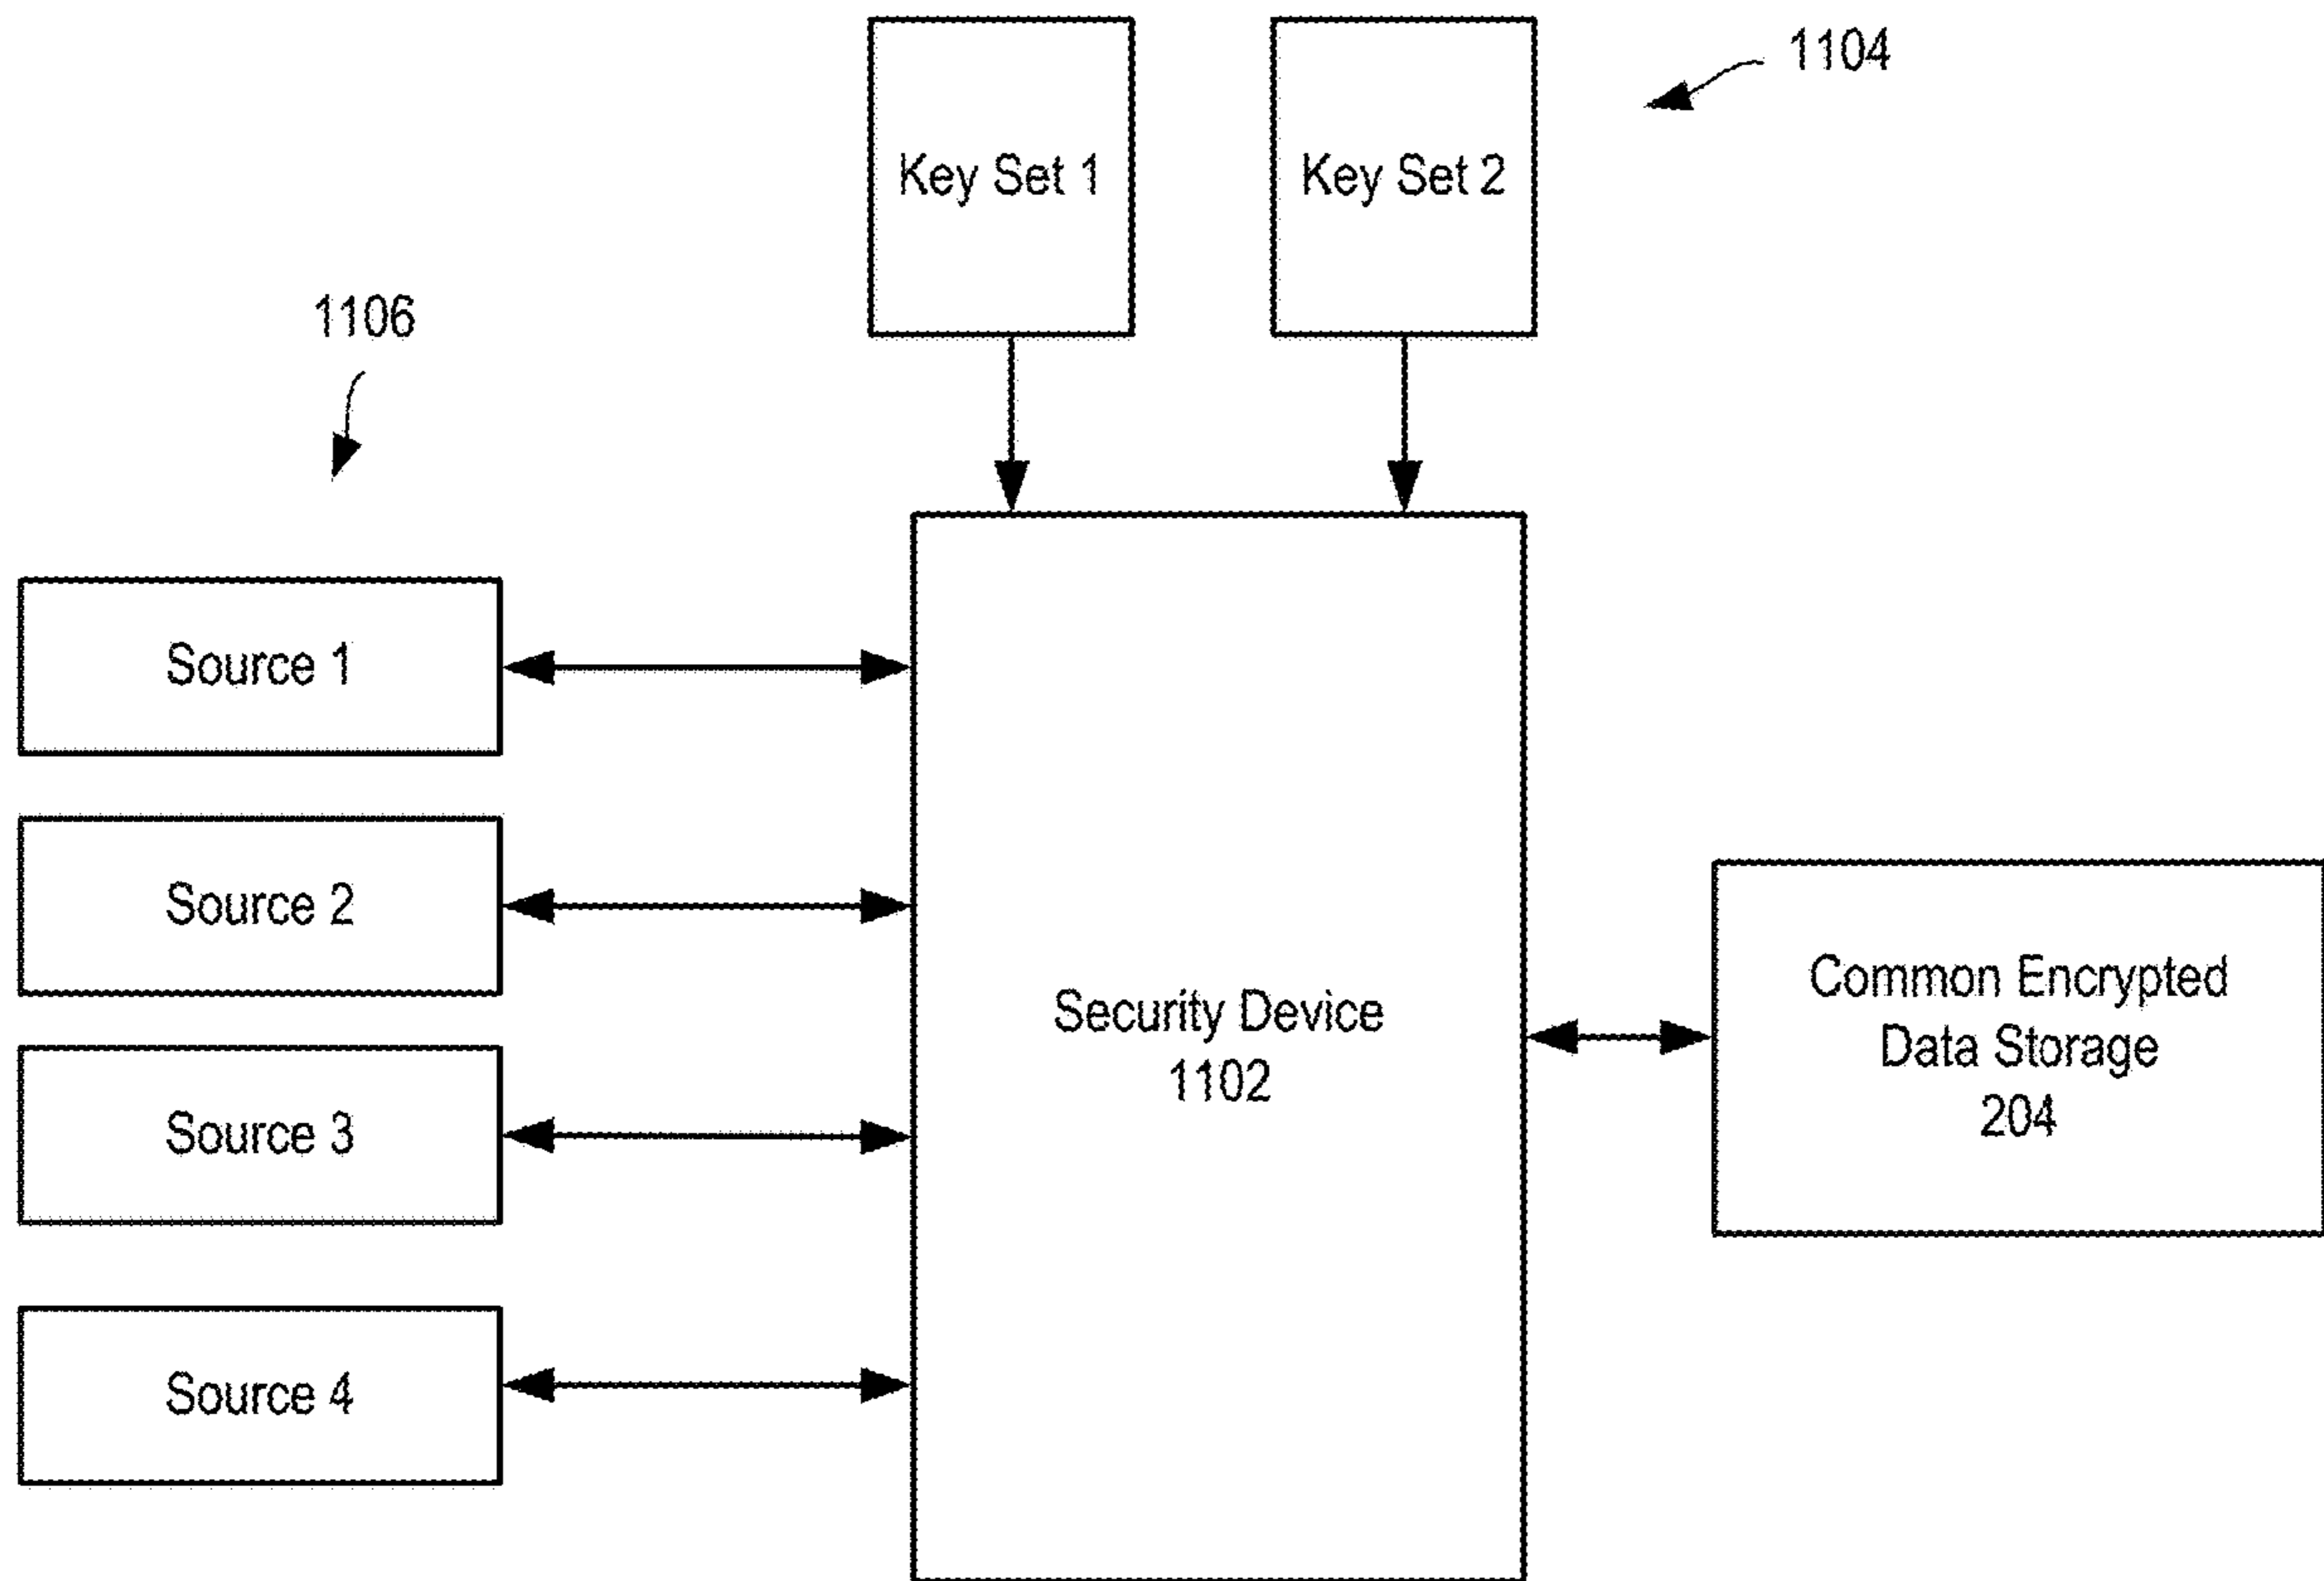 1104
Key Set 1
Key Set 2
1106
Source 1
Source 2
Source 3
Source 4
Security Device
1102
Common Encrypted
Data Storage
204